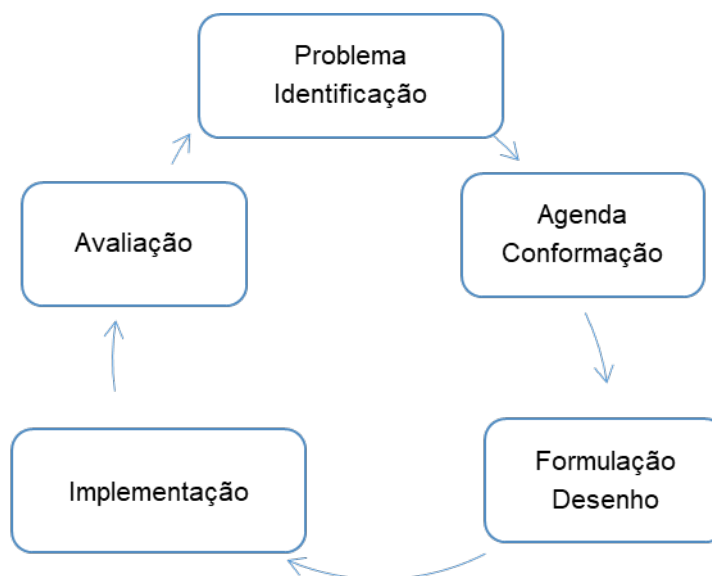 Problema
Identificação
Agenda
Conformação
Formulação
Desenho
Implementação
Avaliação